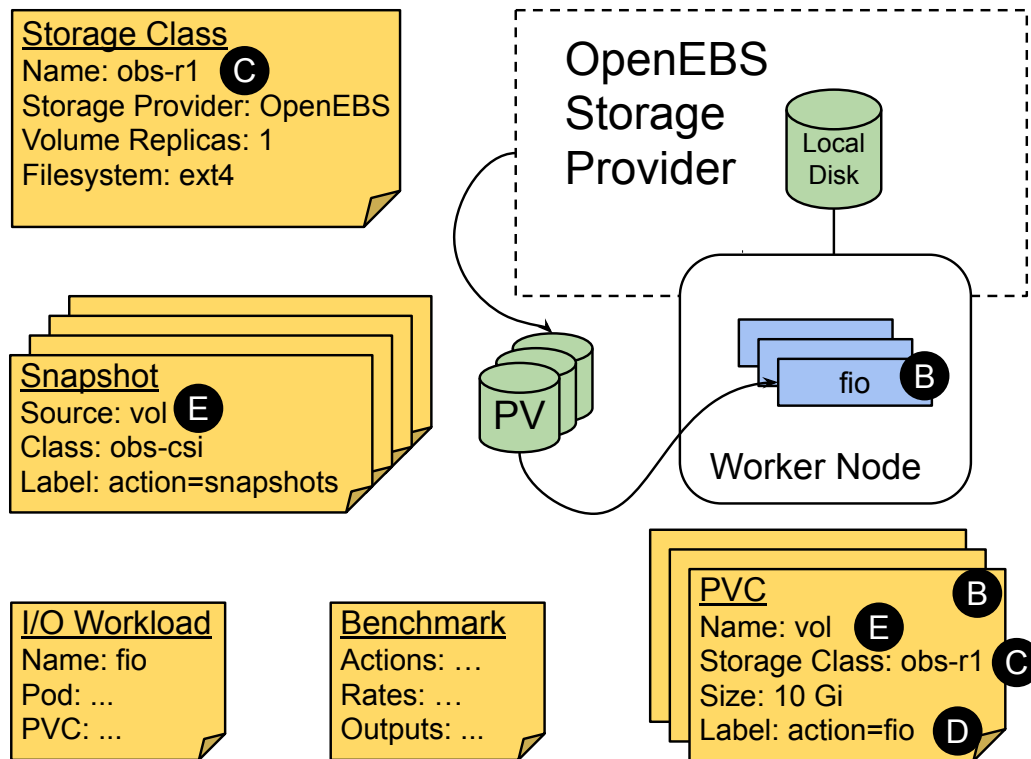 Storage Class
Name: obs-r1 C
Storage Provider: OpenEBS
Volume Replicas: 1
Filesystem: ext4
OpenEBS
Storage
Provider
Local
Disk
Snapshot
Source: vol E
Class: obs-csi
Label: action=snapshots
PV
fio B
Worker Node
I/O Workload
Name: fio
Pod: ...
PVC: ...
Benchmark
Actions: …
Rates: …
Outputs: ...
PVC B
Name: vol E
Storage Class: obs-r1 C
Size: 10 Gi
Label: action=fio D